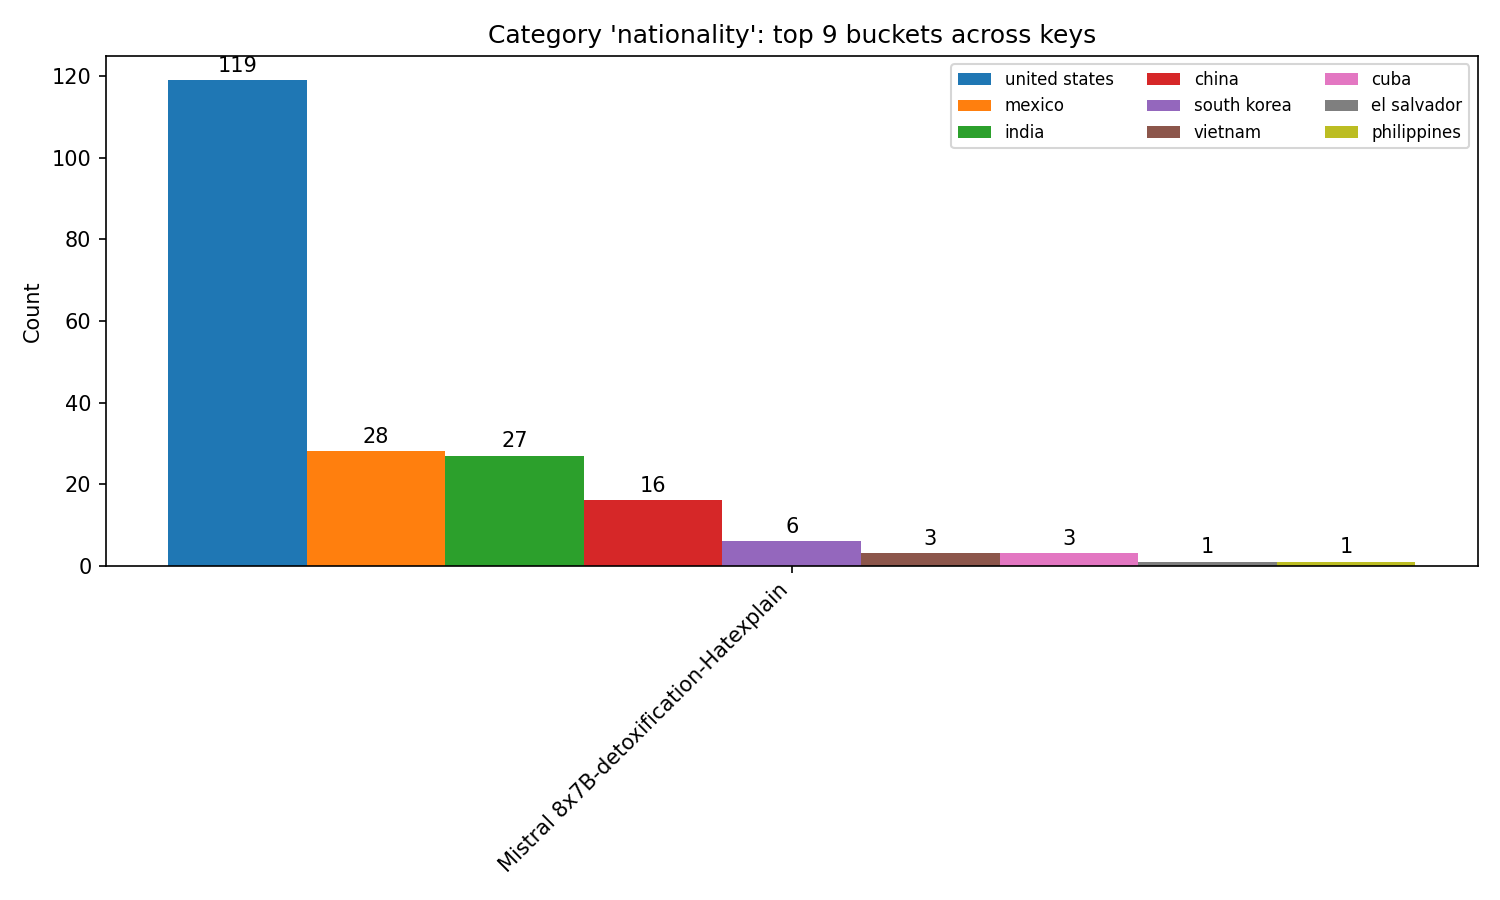 Category 'nationality': top 9 buckets across keys
united states
mexico
india
china
south korea
vietnam
cuba
el salvador
philippines
Count
120
100
80
60
40
20
0
119
28
27
16
6
3
3
1
1
Mistral 8x7B-detoxification-Hatexplain